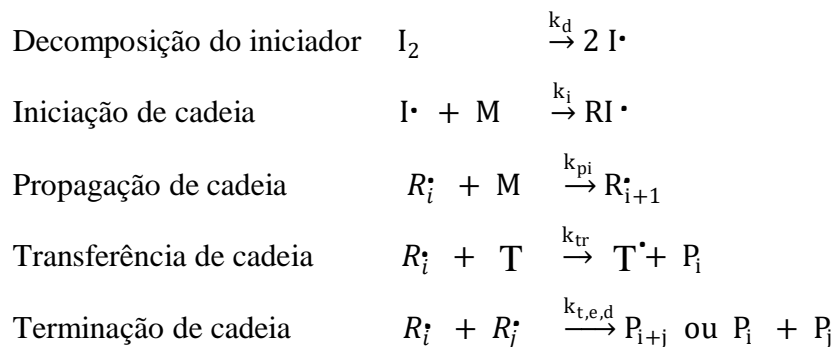 Decomposição do iniciador I₂ k_d → 2 I•
Iniciação de cadeia I• + M k_i → RI •
Propagação de cadeia R_i• + M k_pi → R_i+1•
Transferência de cadeia R_i• + T k_tr → T• + P_i
Terminação de cadeia R_i• + R_j• k_t,e,d → P_i+j ou P_i + P_j